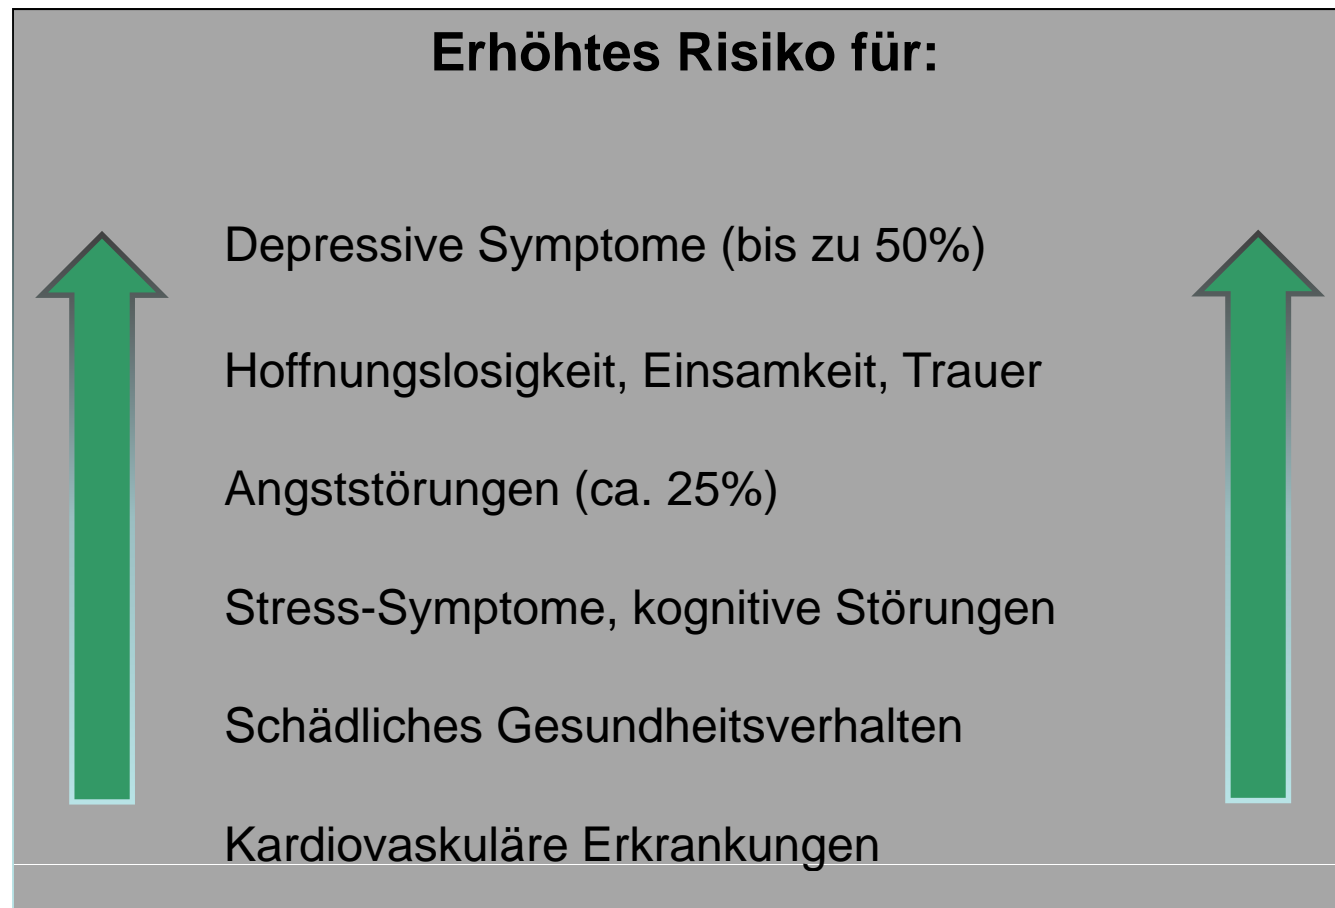 Erhöhtes Risiko für:
Depressive Symptome (bis zu 50%)
Hoffnungslosigkeit, Einsamkeit, Trauer
Angststörungen (ca. 25%)
Stress-Symptome, kognitive Störungen
Schädliches Gesundheitsverhalten
Kardiovaskuläre Erkrankungen